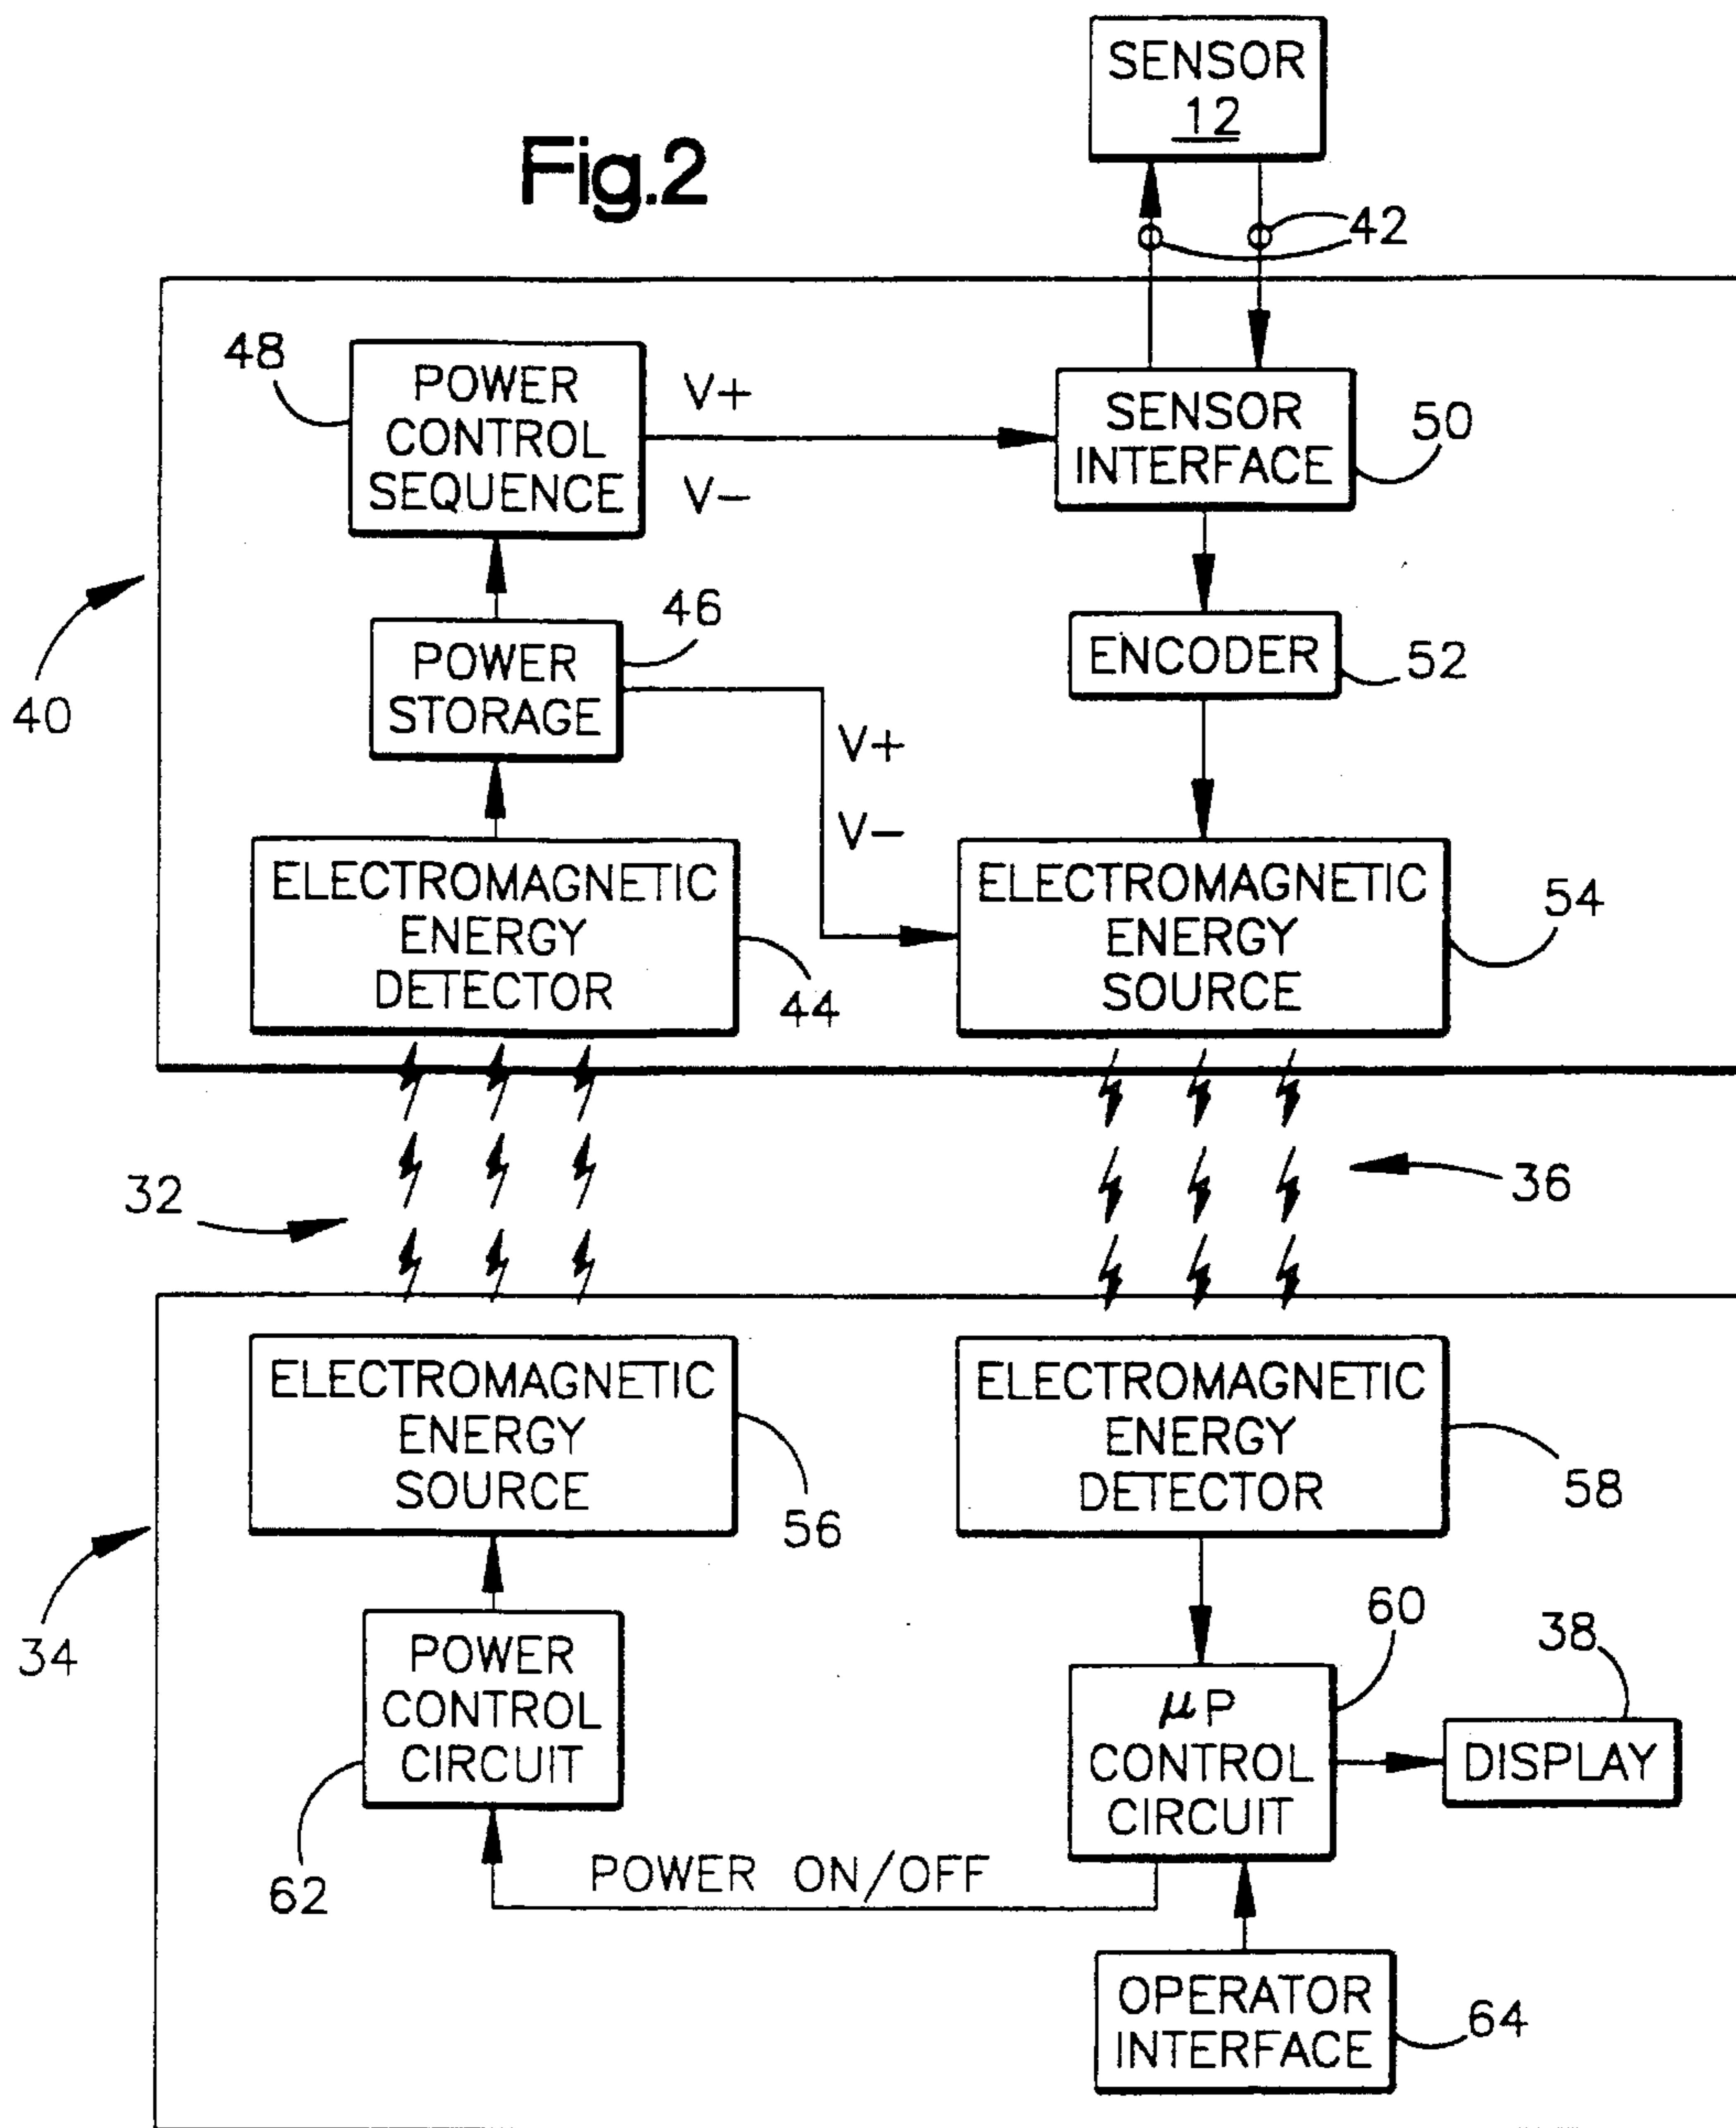 SENSOR
12
Fig.2
42
48
POWER
CONTROL
SEQUENCE
V+
V-
SENSOR
INTERFACE
50
46
POWER
STORAGE
ENCODER
52
40
V+
V-
ELECTROMAGNETIC
ENERGY
DETECTOR
44
ELECTROMAGNETIC
ENERGY
SOURCE
54
32
36
ELECTROMAGNETIC
ENERGY
SOURCE
56
ELECTROMAGNETIC
ENERGY
DETECTOR
58
34
POWER
CONTROL
CIRCUIT
62
60
μP
CONTROL
CIRCUIT
38
DISPLAY
POWER ON/OFF
OPERATOR
INTERFACE
64